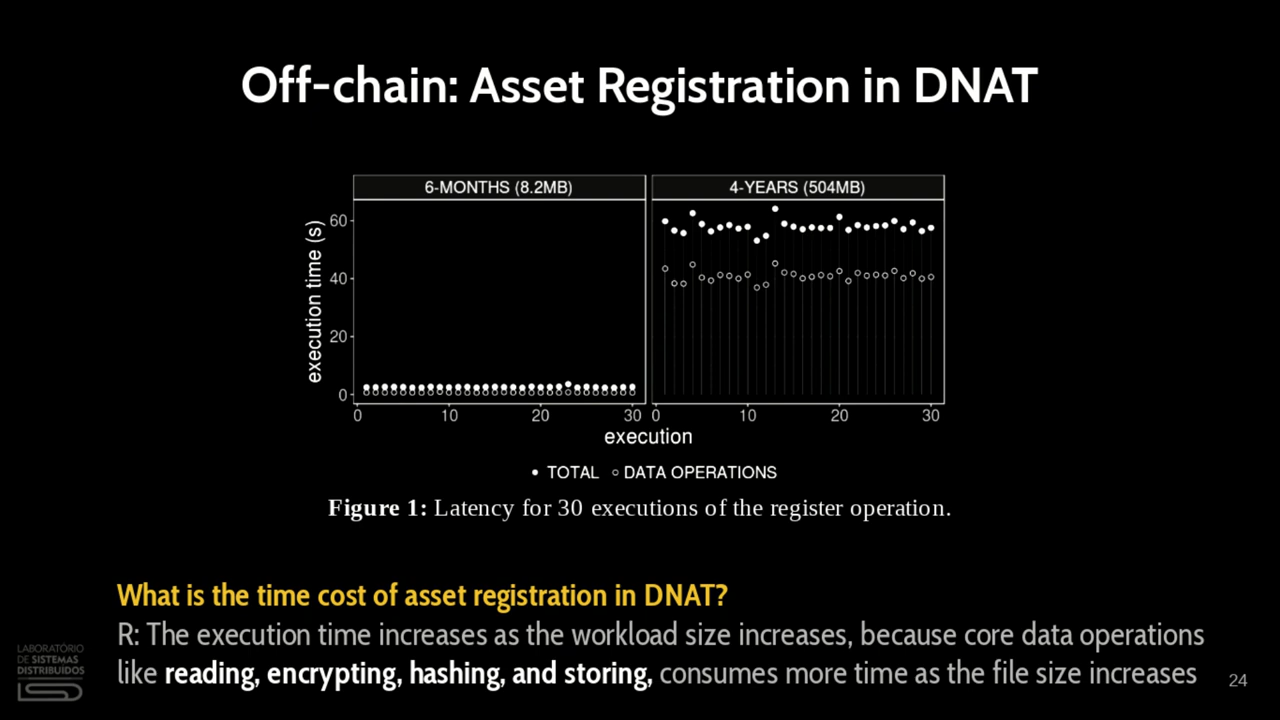 Off-chain: Asset Registration in DNAT
6-MONTHS (8.2MB)
4-YEARS (504MB)
execution time (s)
60
40
20
0
0 10 20 30
0 10 20 30
execution
TOTAL DATA OPERATIONS
Figure 1: Latency for 30 executions of the register operation.
What is the time cost of asset registration in DNAT?
R: The execution time increases as the workload size increases, because core data operations
like reading, encrypting, hashing, and storing, consumes more time as the file size increases
LABORATÓRIO
DE SISTEMAS
DISTRIBUÍDOS
24